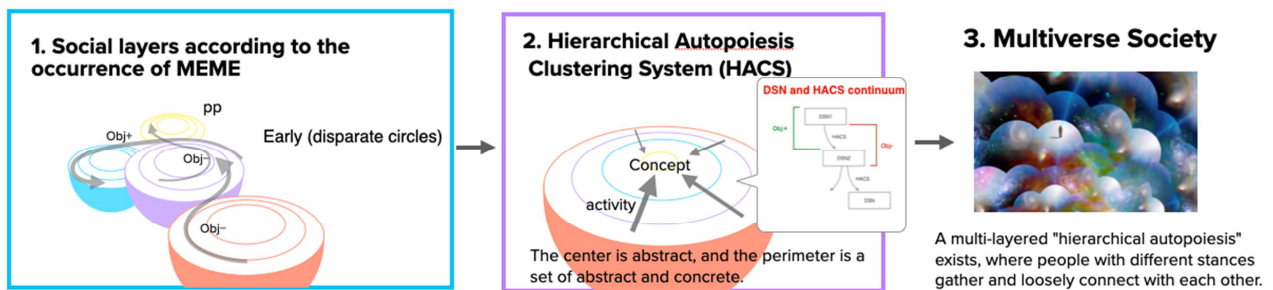 1. Social layers according to the
occurrence of MEME
pp
Obj+
Early (disparate circles)
Obj−
Obj−
2. Hierarchical Autopoiesis
Clustering System (HACS)
DSN and HACS continuum
DSN1
Obj+
HACS
Obj-
DSN2
HACS
DSN
Concept
activity
The center is abstract, and the perimeter is a
set of abstract and concrete.
3. Multiverse Society
A multi-layered "hierarchical autopoiesis"
exists, where people with different stances
gather and loosely connect with each other.